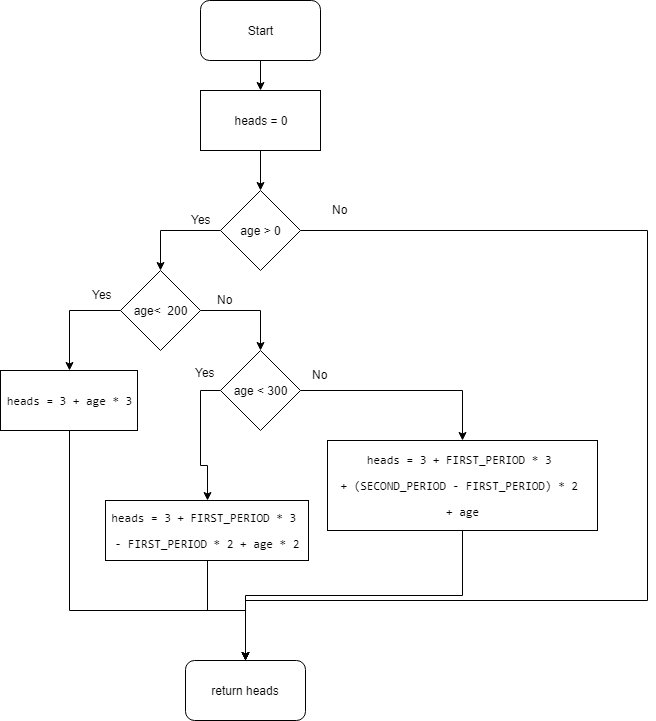 Start
heads = 0
Yes
No
age > 0
Yes
No
age<  200
Yes
No
age < 300
heads = 3 + age * 3
heads = 3 + FIRST_PERIOD * 3
+ (SECOND_PERIOD - FIRST_PERIOD) * 2
+ age
heads = 3 + FIRST_PERIOD * 3
- FIRST_PERIOD * 2 + age * 2
return heads